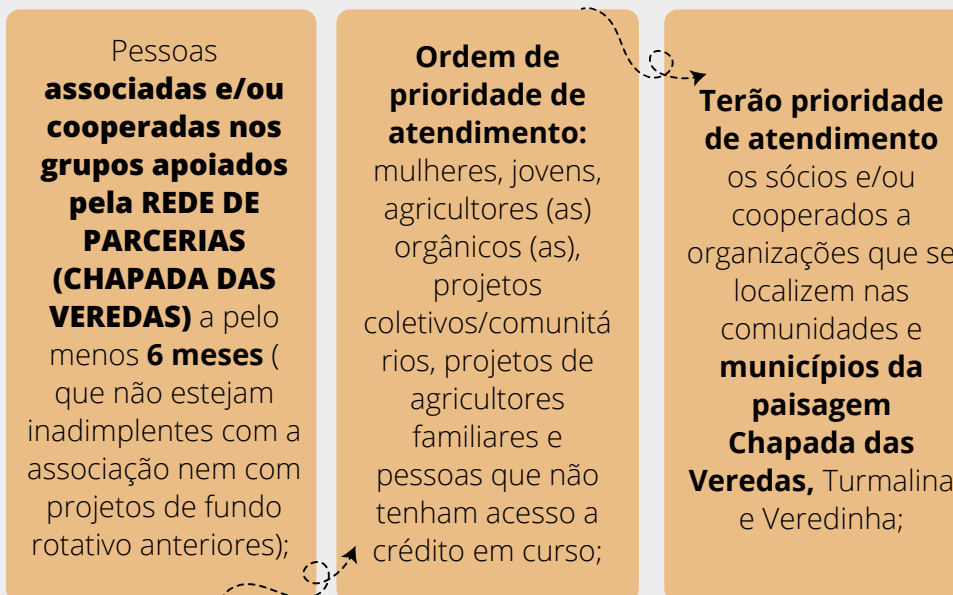 Pessoas
associadas e/ou
cooperadas nos
grupos apoiados
pela REDE DE
PARCERIAS
(CHAPADA DAS
VEREDAS) a pelo
menos 6 meses (
que não estejam
inadimplentes com a
associação nem com
projetos de fundo
rotativo anteriores);
Ordem de
prioridade de
atendimento:
mulheres, jovens,
agricultores (as)
orgânicos (as),
projetos
coletivos/comunitá
rios, projetos de
agricultores
familiares e
pessoas que não
tenham acesso a
crédito em curso;
Terão prioridade
de atendimento
os sócios e/ou
cooperados a
organizações que se
localizem nas
comunidades e
municípios da
paisagem
Chapada das
Veredas, Turmalina
e Veredinha;